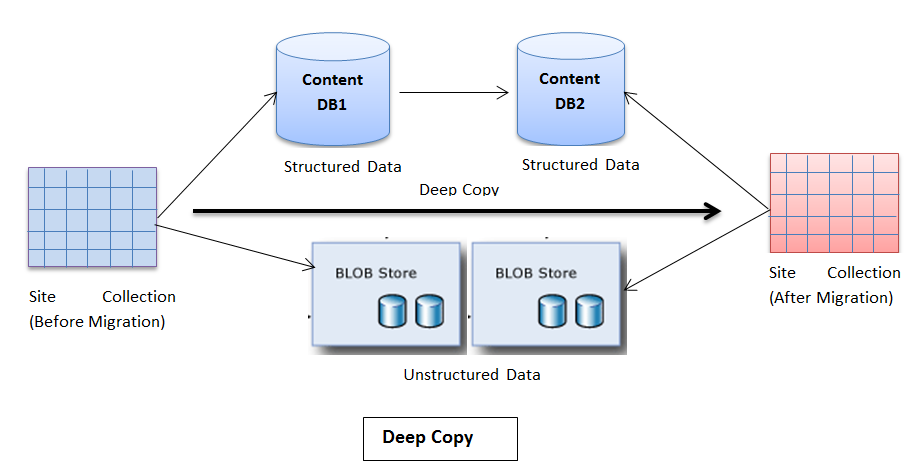 Content
DB1
Content
DB2
Structured Data
Structured Data
Deep Copy
BLOB Store
BLOB Store
Site Collection
(Before Migration)
Site Collection
(After Migration)
Unstructured Data
Deep Copy